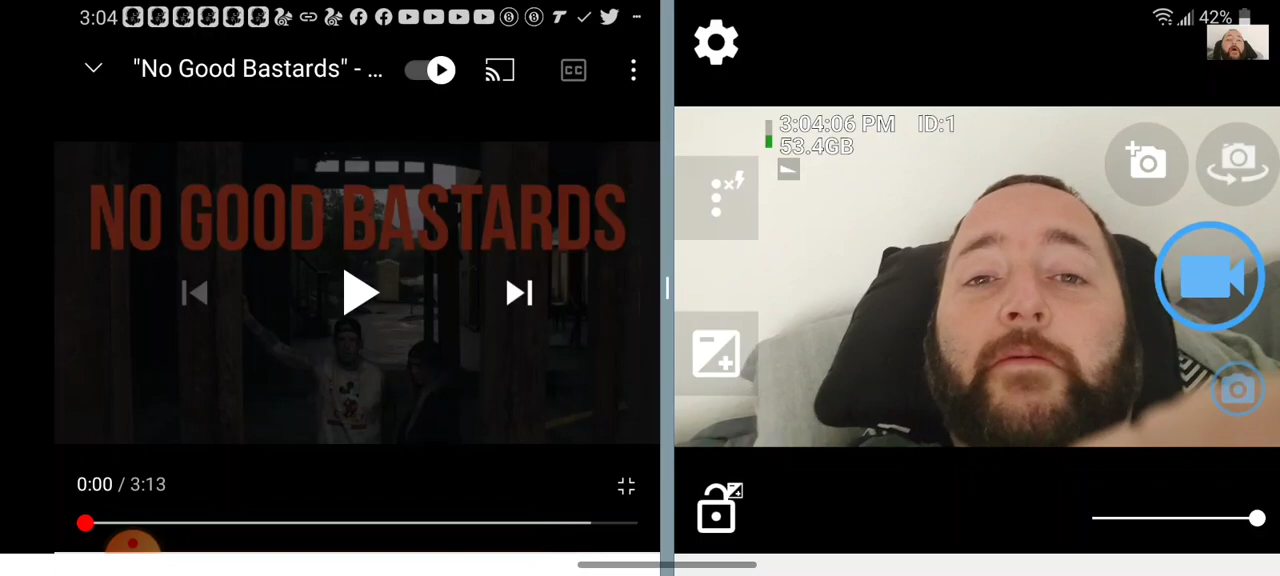 3:04
42%
"No Good Bastards" - ...
CC
NO GOOD BASTARDS
0:00 / 3:13
3:04:06 PM ID:1
53.4GB